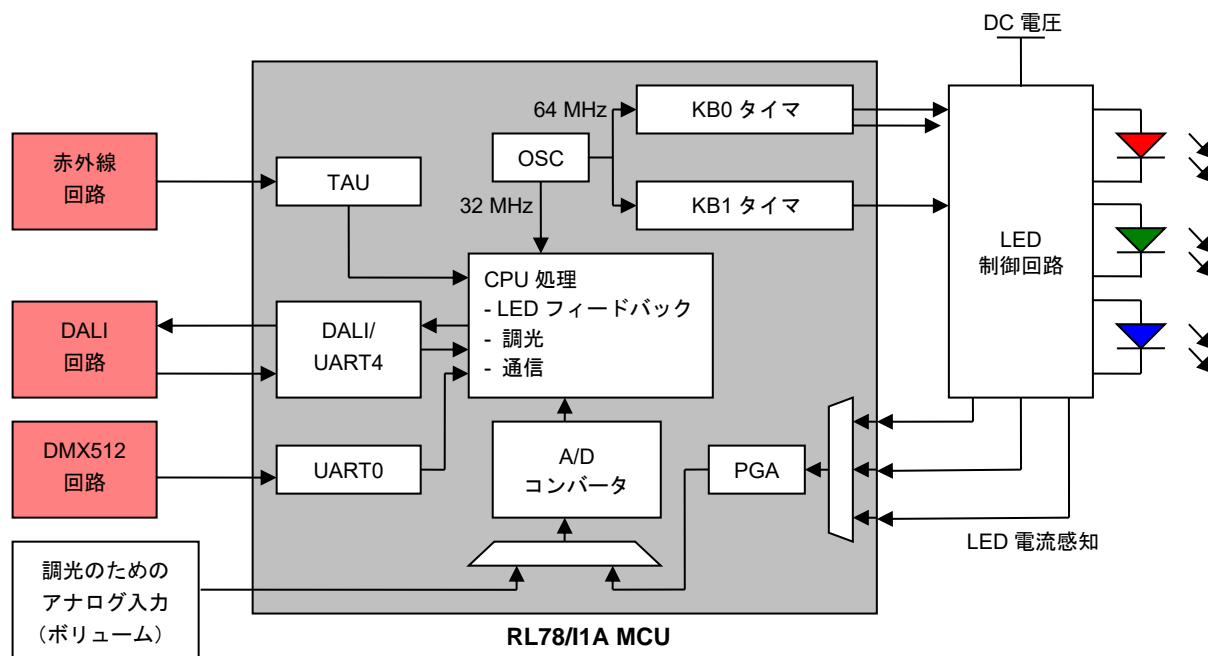 DC 電圧
64 MHz
KB0 タイマ
赤外線
回路
TAU
OSC
32 MHz
KB1 タイマ
LED
制御回路
CPU 処理
- LED フィードバック
- 調光
- 通信
DALI
回路
DALI/
UART4
DMX512
回路
UART0
A/D
コンバータ
PGA
LED 電流感知
調光のための
アナログ入力
（ボリューム）
RL78/I1A MCU